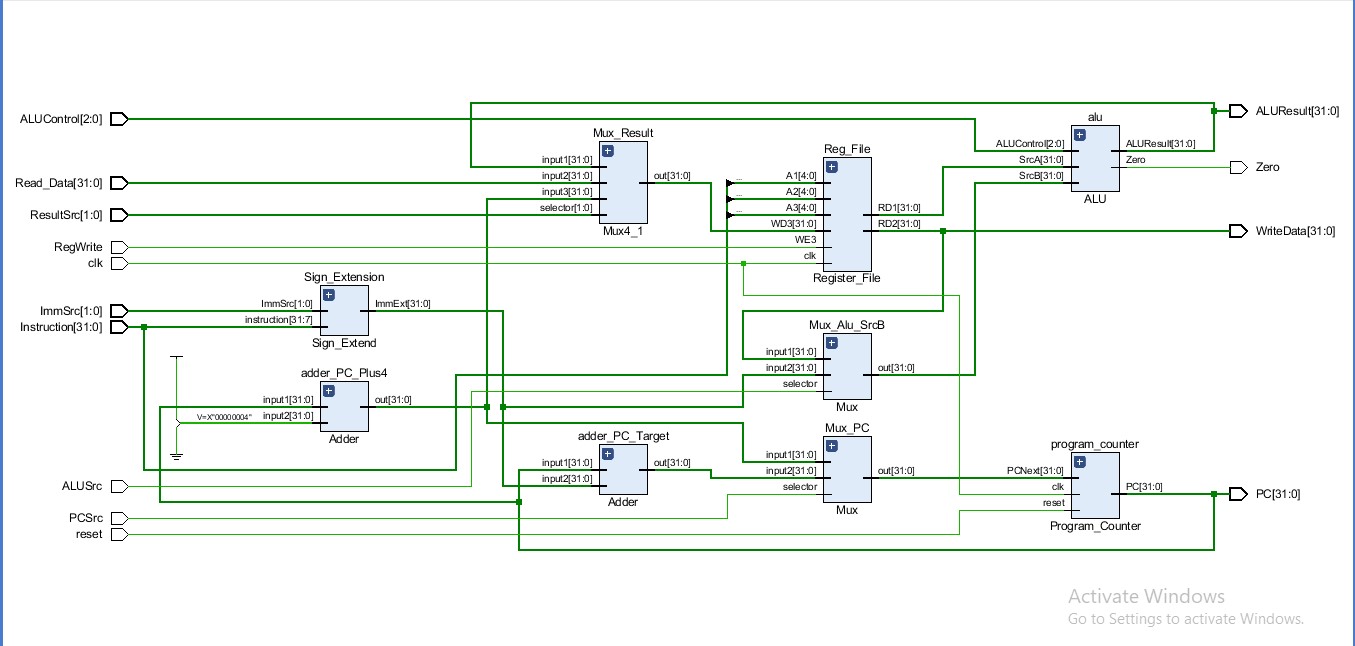 ALUControl[2:0]
Read_Data[31:0]
ResultSrc[1:0]
RegWrite
clk
ImmSrc[1:0]
Instruction[31:0]
ALUSrc
PCSrc
reset
Sign_Extension
ImmSrc[1:0]
ImmExt[31:0]
instruction[31:7]
Sign_Extend
adder_PC_Plus4
input1[31:0]
out[31:0]
V=X"00000004"
input2[31:0]
Adder
Mux_Result
input1[31:0]
input2[31:0]
out[31:0]
input3[31:0]
selector[1:0]
Mux4_1
adder_PC_Target
input1[31:0]
out[31:0]
input2[31:0]
Adder
Reg_File
...
A1[4:0]
...
A2[4:0]
...
A3[4:0]
RD1[31:0]
WD3[31:0]
RD2[31:0]
WE3
clk
Register_File
Mux_Alu_SrcB
input1[31:0]
input2[31:0]
out[31:0]
selector
Mux
Mux_PC
input1[31:0]
input2[31:0]
out[31:0]
selector
Mux
alu
ALUControl[2:0]
ALUResult[31:0]
SrcA[31:0]
Zero
SrcB[31:0]
ALU
program_counter
PCNext[31:0]
clk
PC[31:0]
reset
Program_Counter
ALUResult[31:0]
Zero
WriteData[31:0]
PC[31:0]
Activate Windows
Go to Settings to activate Windows.